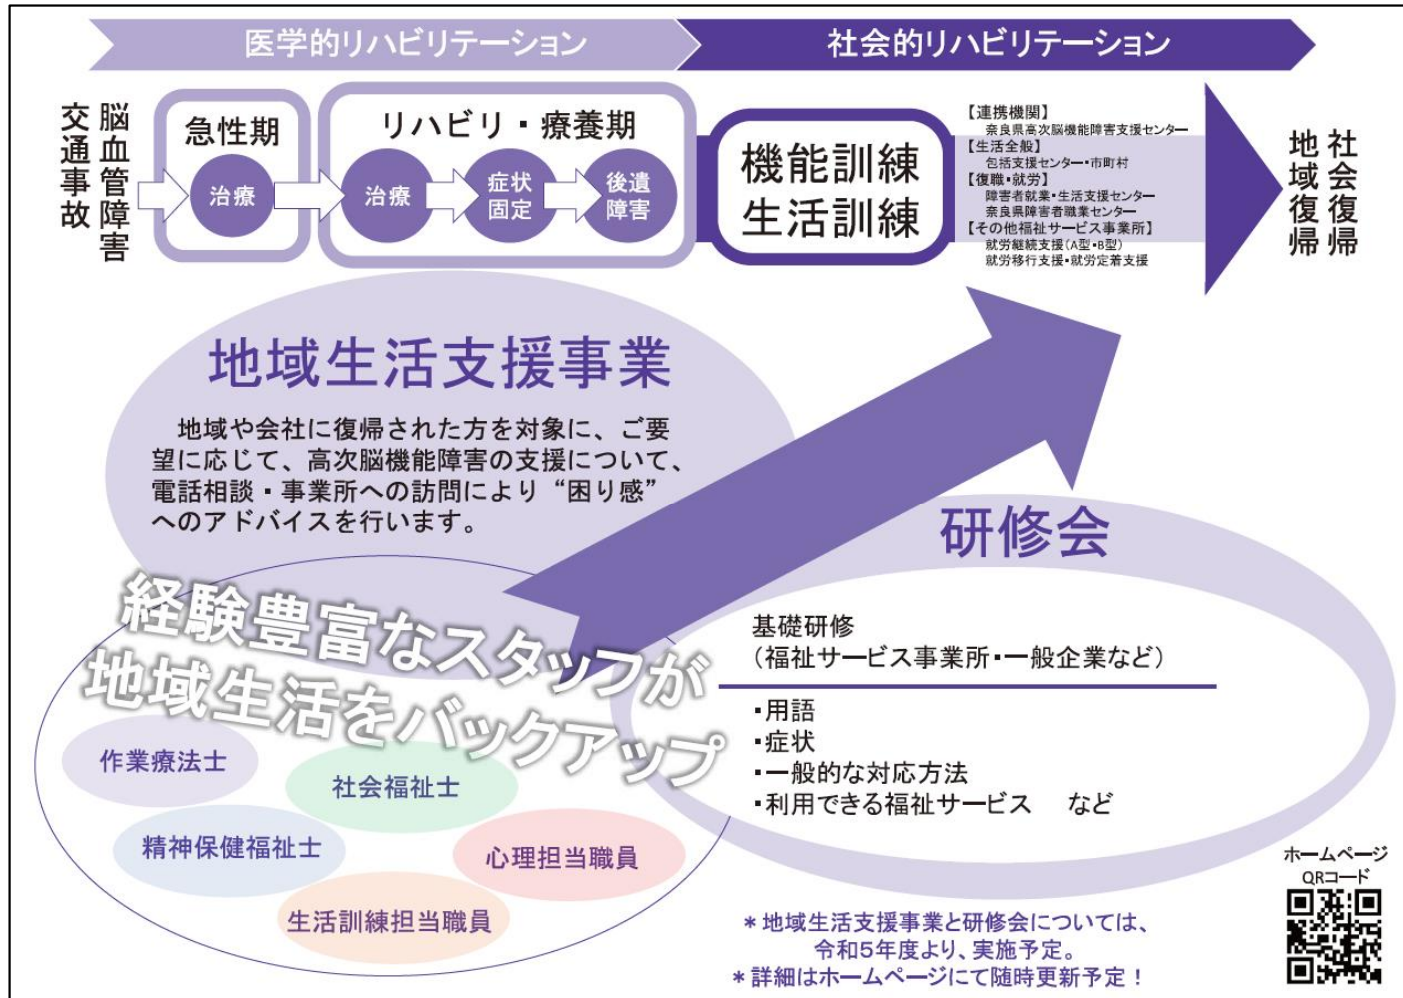 医学的リハビリテーション
社会的リハビリテーション
脳血管障害
交通事故
急性期
治療
リハビリ・療養期
治療
症状
固定
後遺
障害
機能訓練
生活訓練
【連携機関】
奈良県高次脳機能障害支援センター
【生活全般】
包括支援センター・市町村
【復職・就労】
障害者就業・生活支援センター
奈良県障害者職業センター
【その他福祉サービス事業所】
就労継続支援(A型・B型)
就労移行支援・就労定着支援
社会復帰
地域復帰
地域生活支援事業
地域や会社に復帰された方を対象に、ご要
望に応じて、高次脳機能障害の支援について、
電話相談・事業所への訪問により“困り感”
へのアドバイスを行います。
経験豊富なスタッフが
地域生活をバックアップ
作業療法士
社会福祉士
精神保健福祉士
心理担当職員
生活訓練担当職員
研修会
基礎研修
(福祉サービス事業所・一般企業など)
・用語
・症状
・一般的な対応方法
・利用できる福祉サービス など
＊地域生活支援事業と研修会については、
令和5年度より、実施予定。
＊詳細はホームページにて随時更新予定！
ホームページ
QRコード